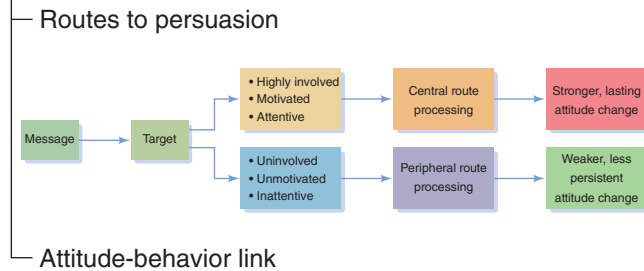 Routes to persuasion
• Highly involved
• Motivated
• Attentive
Central route
processing
Stronger, lasting
attitude change
Message
Target
• Uninvolved
• Unmotivated
• Inattentive
Peripheral route
processing
Weaker, less
persistent
attitude change
Attitude-behavior link